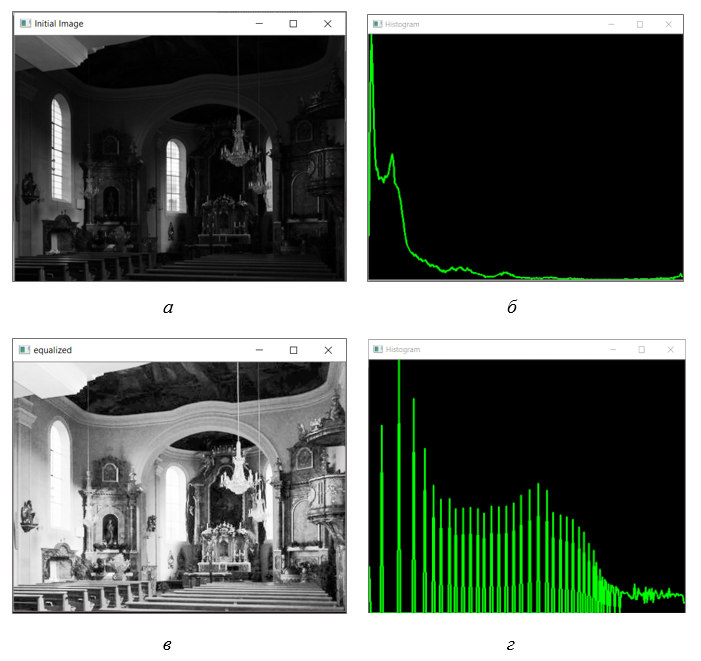 Initial Image
Histogram
а
б
equalized
Histogram
в
г